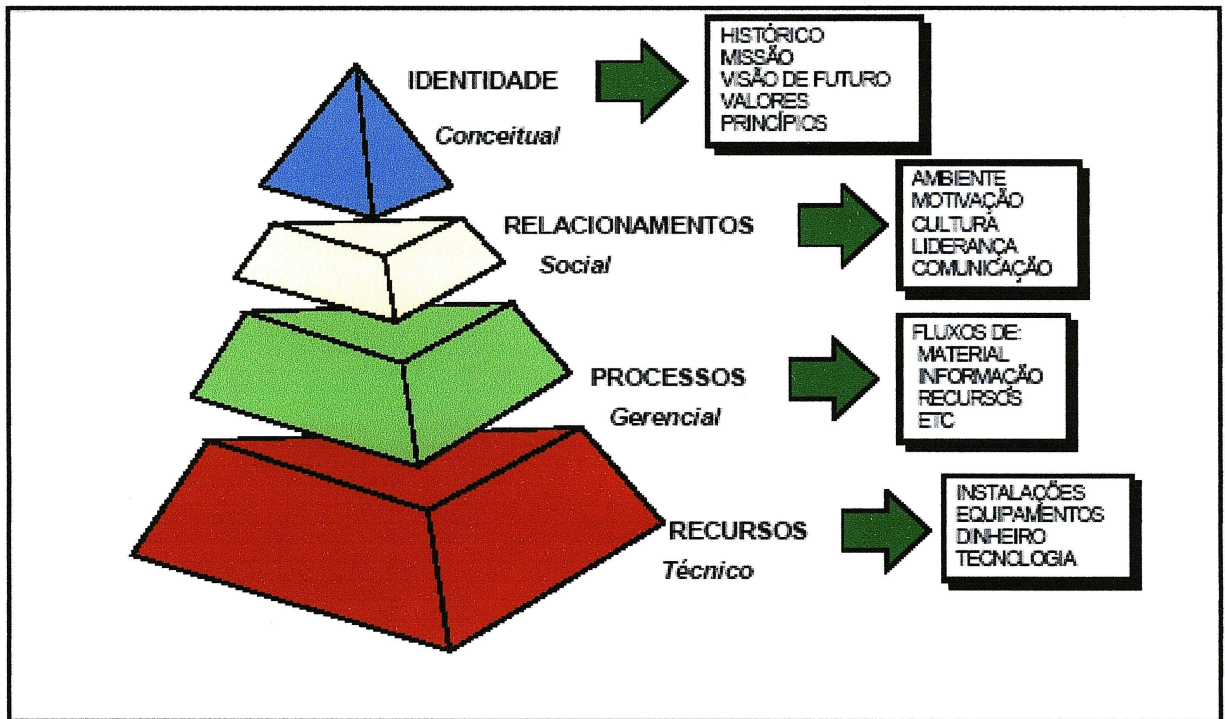 IDENTIDADE
Conceitual
HISTÓRICO
MISSÃO
VISÃO DE FUTURO
VALORES
PRINCÍPIOS
RELACIONAMENTOS
Social
AMBIENTE
MOTIVAÇÃO
CULTURA
LIDERANÇA
COMUNICAÇÃO
PROCESSOS
Gerencial
FLUXOS DE:
MATERIAL
INFORMAÇÃO
RECURSOS
ETC
RECURSOS
Técnico
INSTALAÇÕES
EQUIPAMENTOS
DINHEIRO
TECNOLOGIA